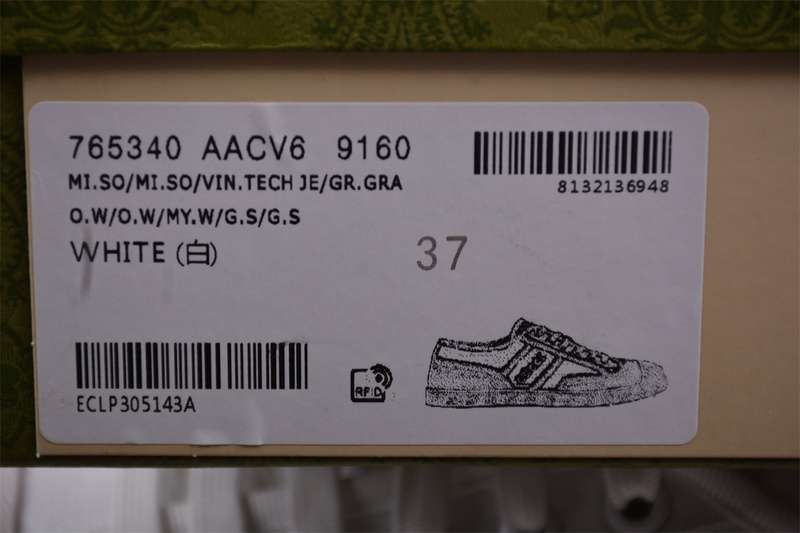 765340 AACV6 9160
8132136948
MI.SO/MI.SO/VIN.TECH JE/GR.GRA
O.W/O.W/MY.W/G.S/G.S
WHITE (白)
37
ECLP305143A
RFID